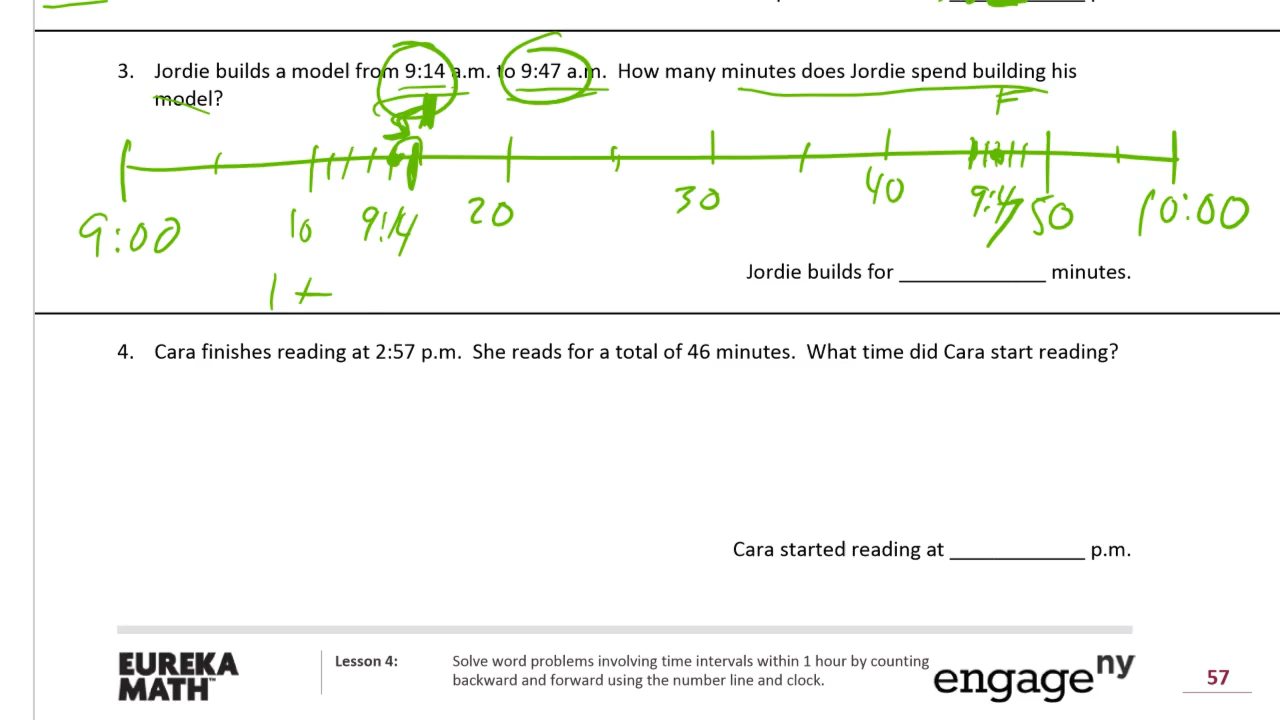 3. Jordie builds a model from 9:14 a.m. to 9:47 a.m. How many minutes does Jordie spend building his
model?
F
9:00 10 9:14 20 30 40 9:47 50 10:00
1 +
Jordie builds for ____________ minutes.
4. Cara finishes reading at 2:57 p.m. She reads for a total of 46 minutes. What time did Cara start reading?
Cara started reading at ____________ p.m.
EUREKA
MATH™
Lesson 4: Solve word problems involving time intervals within 1 hour by counting
backward and forward using the number line and clock.
engage ny
57